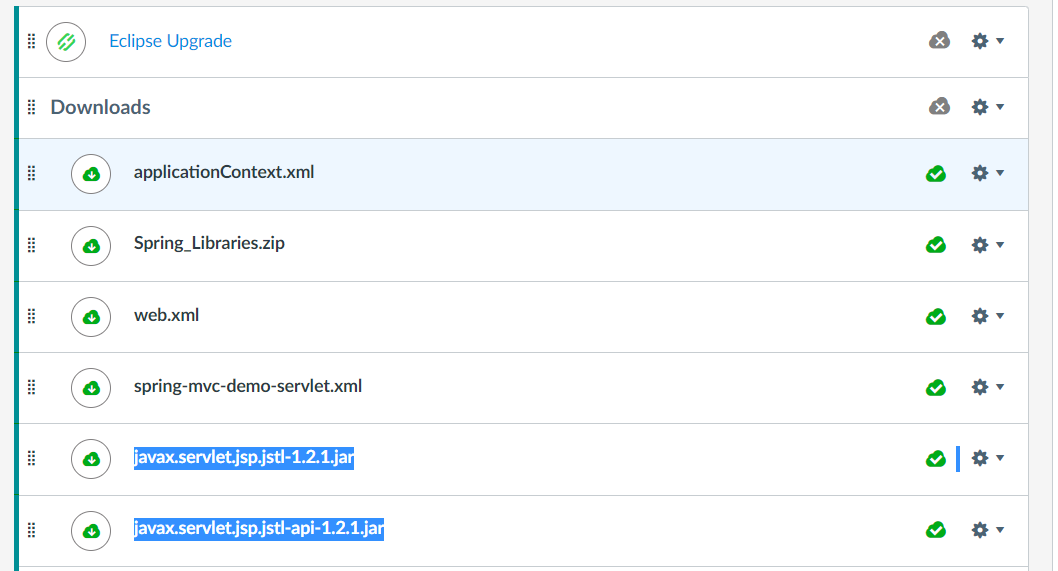 Eclipse Upgrade
Downloads
applicationContext.xml
Spring_Libraries.zip
web.xml
spring-mvc-demo-servlet.xml
javax.servlet.jsp.jstl-1.2.1.jar
javax.servlet.jsp.jstl-api-1.2.1.jar